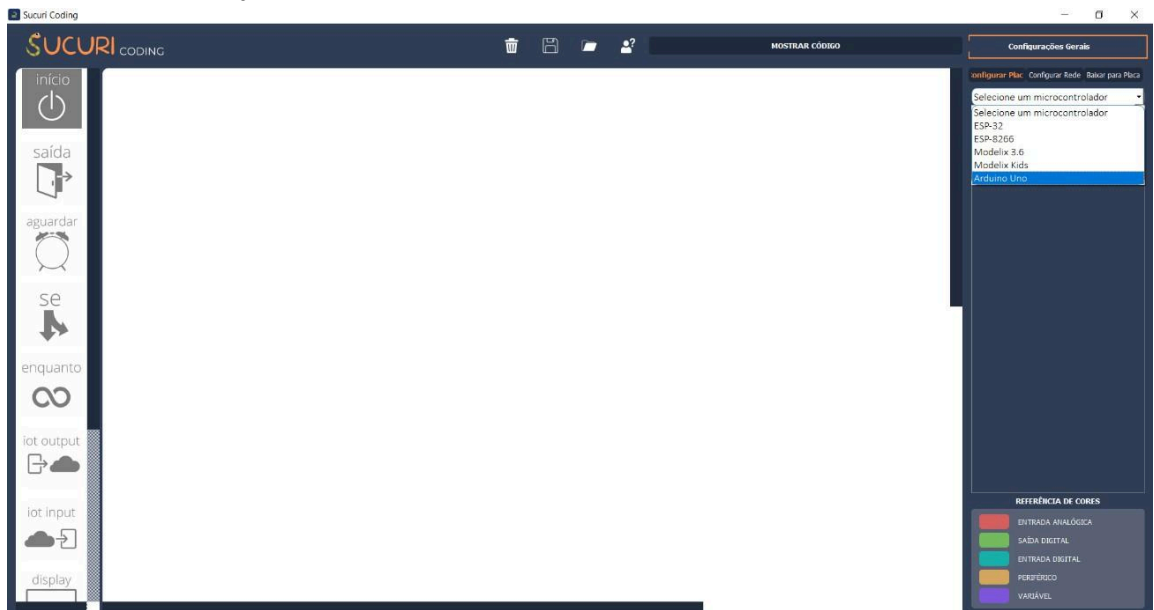 Sucuri Coding
SUCURI CODING
MOSTRAR CÓDIGO
Configurações Gerais
onfigurar Plac Configurar Rede Baixar para Placa
Selecione um microcontrolador
Selecione um microcontrolador
ESP-32
ESP-8266
Modelix 3.6
Modelix Kids
Arduino Uno
início
saída
aguardar
se
enquanto
iot output
iot input
display
REFERÊNCIA DE CORES
ENTRADA ANALÓGICA
SAÍDA DIGITAL
ENTRADA DIGITAL
PERIFÉRICO
VARIÁVEL